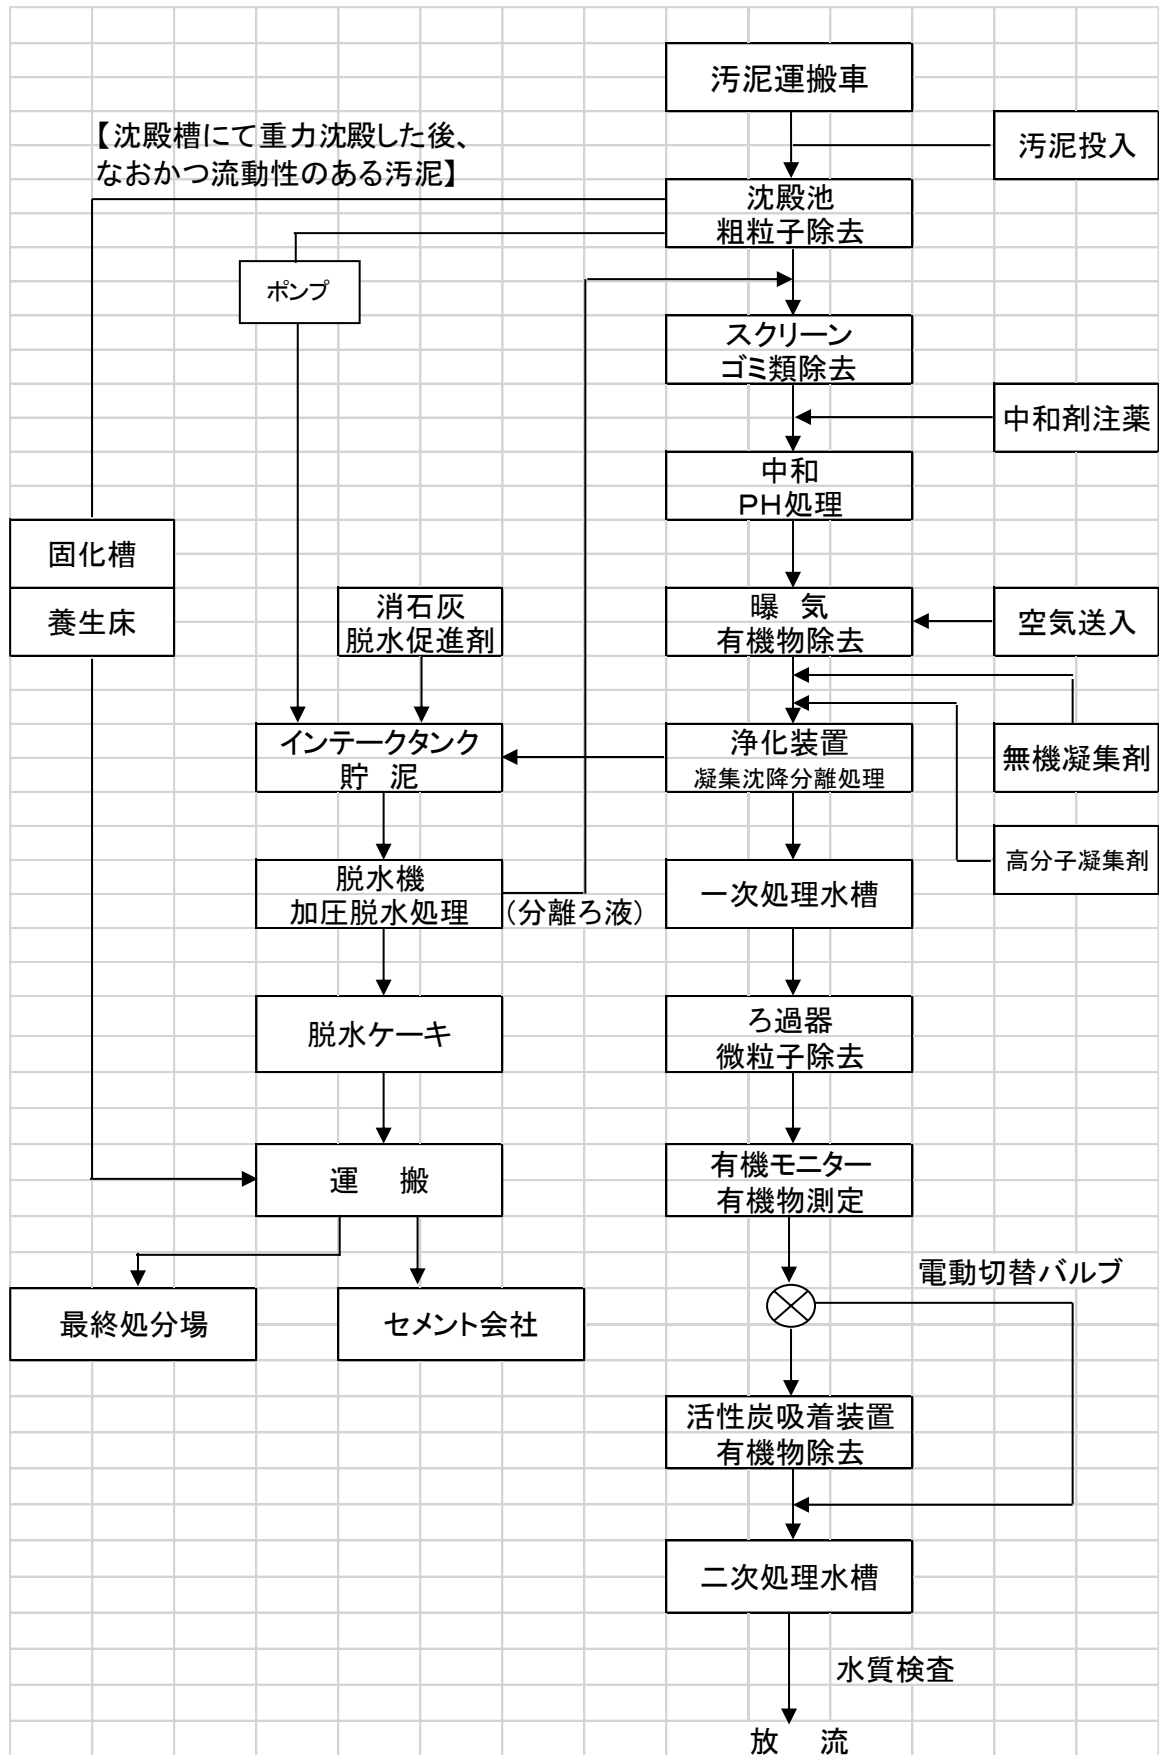 汚泥運搬車
【沈殿槽にて重力沈殿した後、
なおかつ流動性のある汚泥】
汚泥投入
沈殿池
粗粒子除去
ポンプ
スクリーン
ゴミ類除去
中和剤注薬
中和
PH処理
固化槽
養生床
消石灰
脱水促進剤
曝　気
有機物除去
空気送入
インテークタンク
貯　泥
浄化装置
凝集沈降分離処理
無機凝集剤
高分子凝集剤
脱水機
加圧脱水処理
（分離ろ液）
一次処理水槽
脱水ケーキ
ろ過器
微粒子除去
運　搬
有機モニター
有機物測定
電動切替バルブ
最終処分場
セメント会社
活性炭吸着装置
有機物除去
二次処理水槽
水質検査
放　流